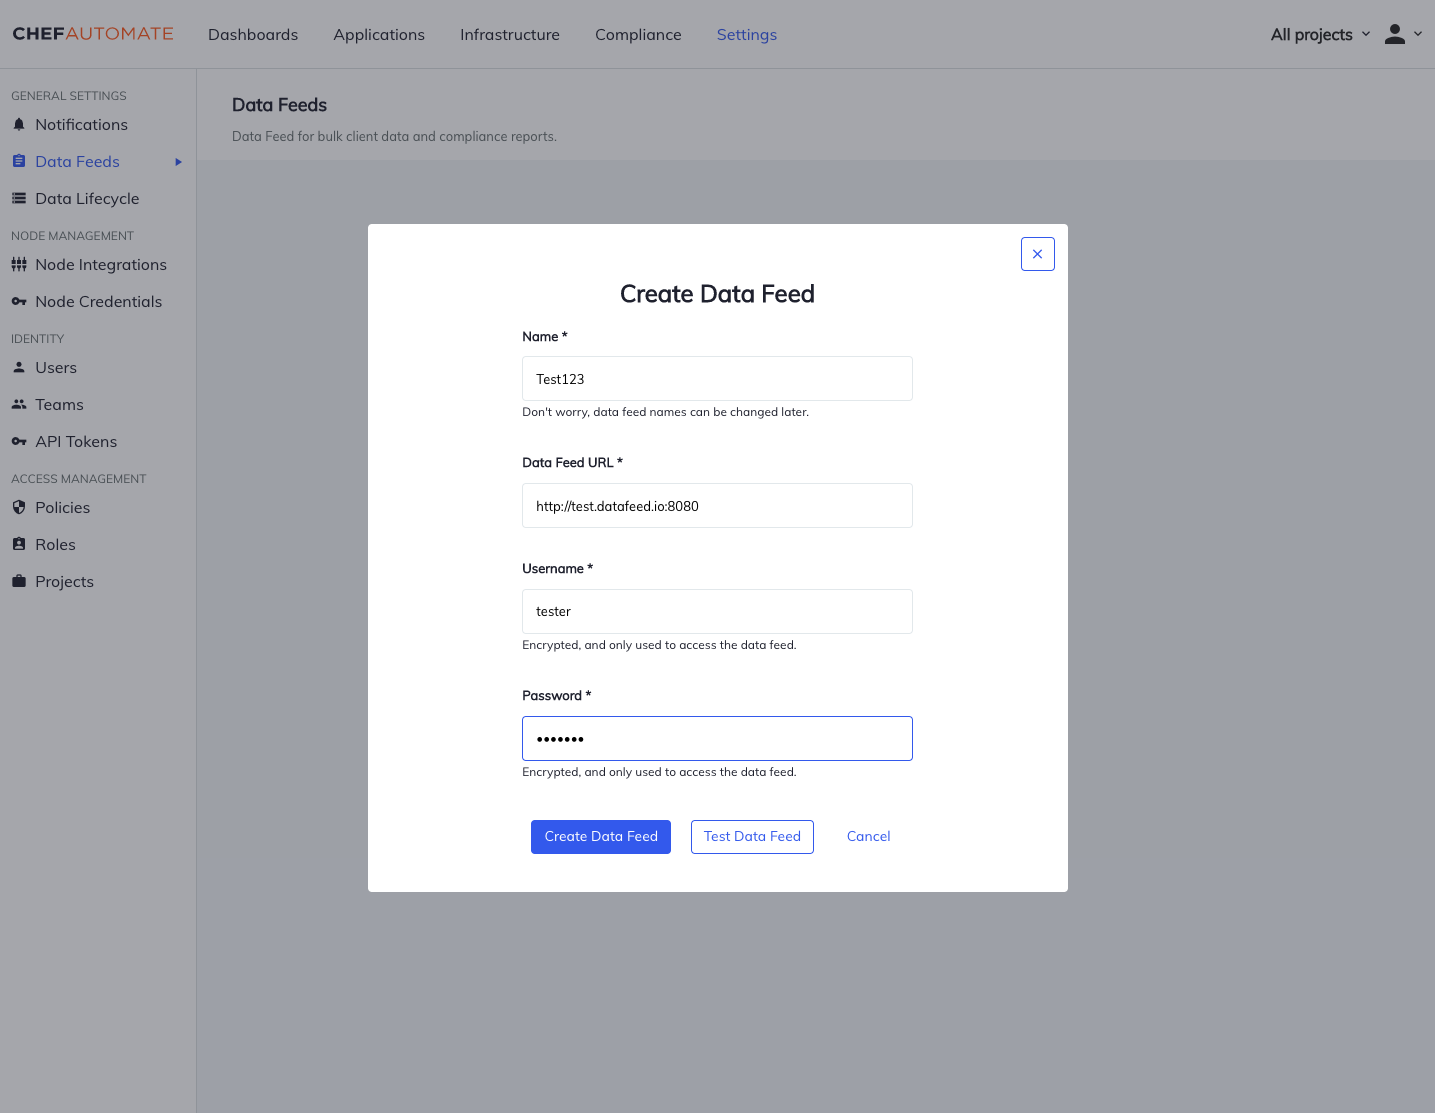 CHEFAUTOMATE Dashboards Applications Infrastructure Compliance Settings All projects
GENERAL SETTINGS
Notifications
Data Feeds
Data Lifecycle
NODE MANAGEMENT
Node Integrations
Node Credentials
IDENTITY
Users
Teams
API Tokens
ACCESS MANAGEMENT
Policies
Roles
Projects
Data Feeds
Data Feed for bulk client data and compliance reports.
Create Data Feed
Name *
Test123
Don't worry, data feed names can be changed later.
Data Feed URL *
http://test.datafeed.io:8080
Username *
tester
Encrypted, and only used to access the data feed.
Password *
•••••••
Encrypted, and only used to access the data feed.
Create Data Feed Test Data Feed Cancel